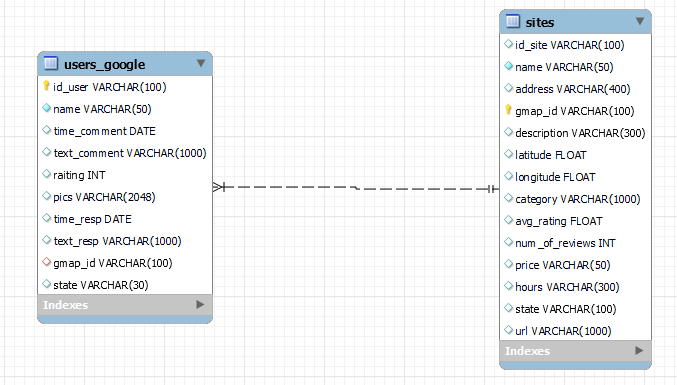 users_google
id_user VARCHAR(100)
name VARCHAR(50)
time_comment DATE
text_comment VARCHAR(1000)
raiting INT
pics VARCHAR(2048)
time_resp DATE
text_resp VARCHAR(1000)
gmap_id VARCHAR(100)
state VARCHAR(30)
Indexes
sites
id_site VARCHAR(100)
name VARCHAR(50)
address VARCHAR(400)
gmap_id VARCHAR(100)
description VARCHAR(300)
latitude FLOAT
longitude FLOAT
category VARCHAR(1000)
avg_rating FLOAT
num_of_reviews INT
price VARCHAR(50)
hours VARCHAR(300)
state VARCHAR(100)
url VARCHAR(1000)
Indexes